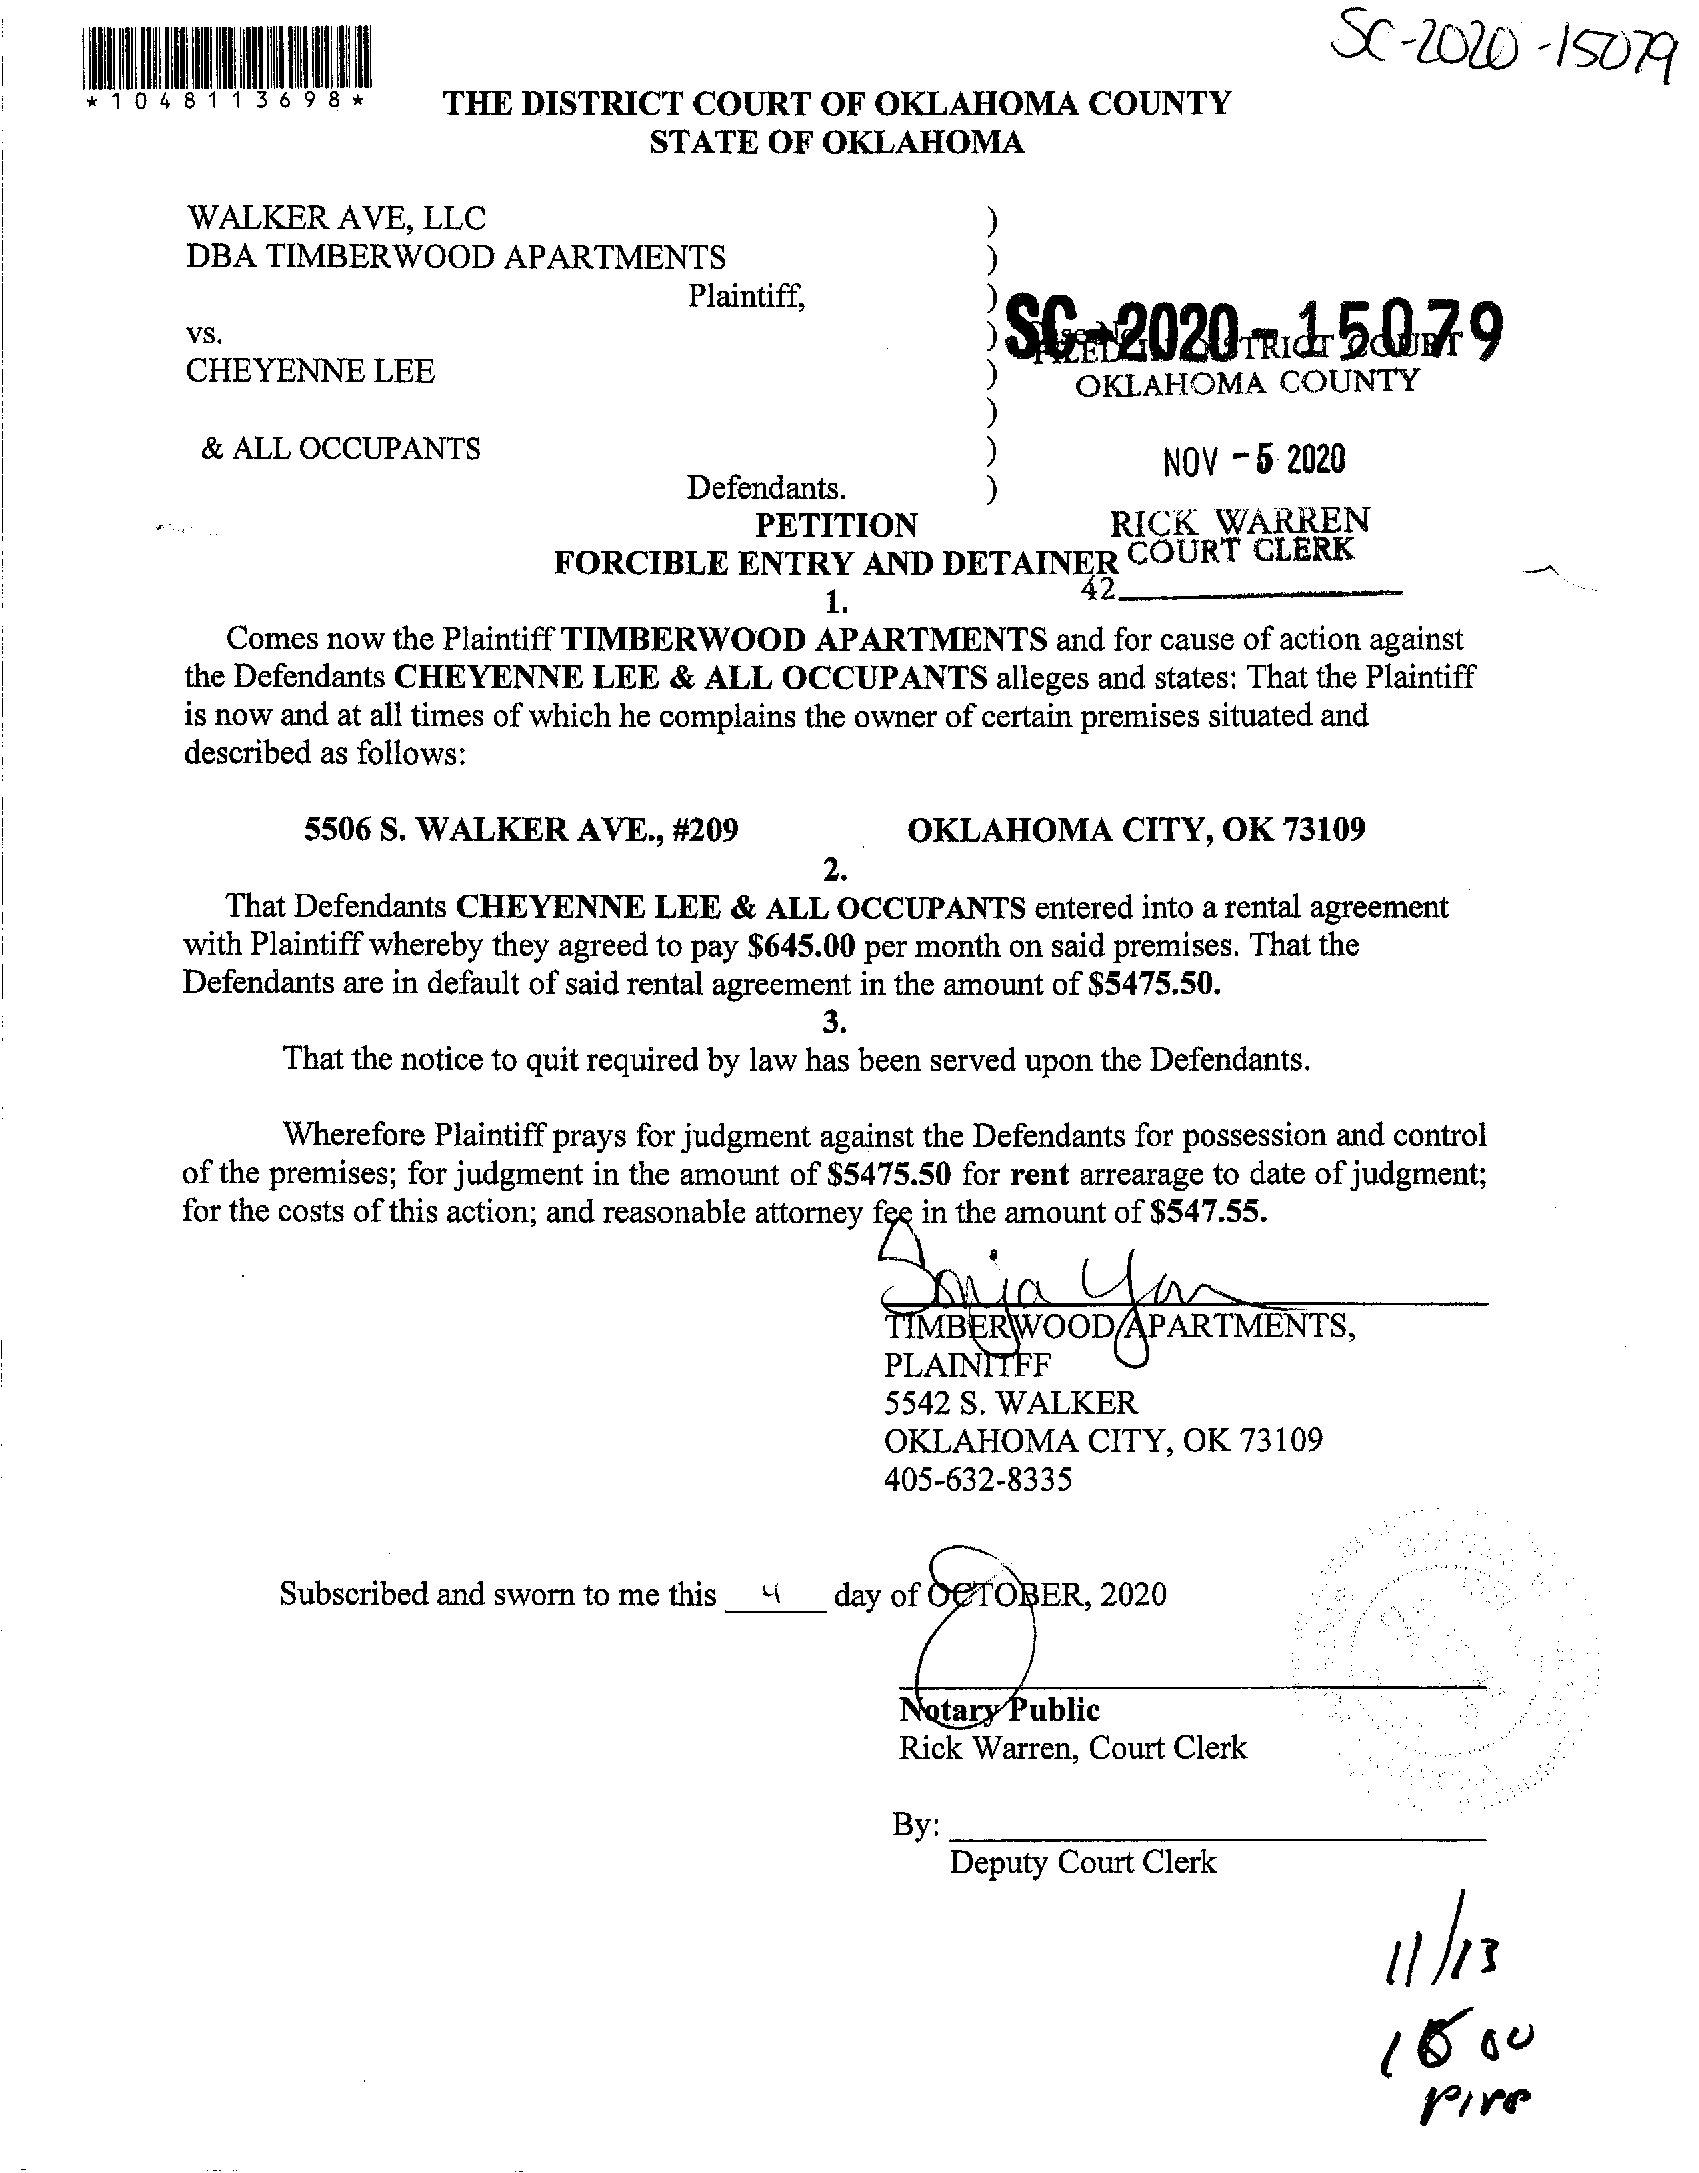 SC-2020-15079
*1048113698*
THE DISTRICT COURT OF OKLAHOMA COUNTY
STATE OF OKLAHOMA
WALKER AVE, LLC )
DBA TIMBERWOOD APARTMENTS )
Plaintiff, )
vs. )
SC-2020-15079
CHEYENNE LEE )
FILED IN DISTRICT COURT
OKLAHOMA COUNTY
)
& ALL OCCUPANTS )
NOV -5 2020
Defendants. )
PETITION
RICK WARREN
FORCIBLE ENTRY AND DETAINER
COURT CLERK
42
1.
Comes now the Plaintiff TIMBERWOOD APARTMENTS and for cause of action against
the Defendants CHEYENNE LEE & ALL OCCUPANTS alleges and states: That the Plaintiff
is now and at all times of which he complains the owner of certain premises situated and
described as follows:
5506 S. WALKER AVE., #209 OKLAHOMA CITY, OK 73109
2.
That Defendants CHEYENNE LEE & ALL OCCUPANTS entered into a rental agreement
with Plaintiff whereby they agreed to pay $645.00 per month on said premises. That the
Defendants are in default of said rental agreement in the amount of $5475.50.
3.
That the notice to quit required by law has been served upon the Defendants.
Wherefore Plaintiff prays for judgment against the Defendants for possession and control
of the premises; for judgment in the amount of $5475.50 for rent arrearage to date of judgment;
for the costs of this action; and reasonable attorney fee in the amount of $547.55.
Sonja
TIMBERWOOD APARTMENTS,
PLAINITFF
5542 S. WALKER
OKLAHOMA CITY, OK 73109
405-632-8335
Subscribed and sworn to me this 4 day of OCTOBER, 2020
Notary Public
Rick Warren, Court Clerk
By:
Deputy Court Clerk
11/13